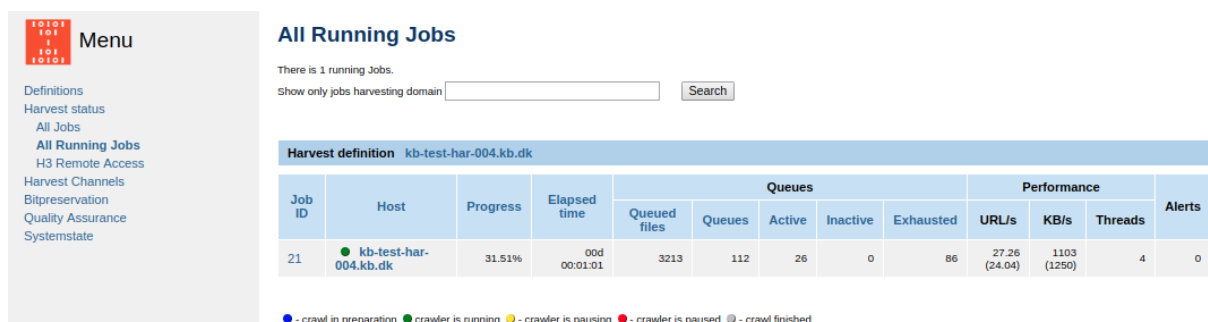 10101
101
1
101
10101
Menu
Definitions
Harvest status
All Jobs
All Running Jobs
H3 Remote Access
Harvest Channels
Bitpreservation
Quality Assurance
Systemstate
All Running Jobs
There is 1 running Jobs.
Show only jobs harvesting domain Search
Harvest definition kb-test-har-004.kb.dk
Queues Performance
Job ID Host Progress Elapsed time Queued files Queues Active Inactive Exhausted URL/s KB/s Threads Alerts
21 kb-test-har-004.kb.dk 31.51% 00d 00:01:01 3213 112 26 0 86 27.26 (24.04) 1103 (1250) 4 0
- crawl in preparation - crawler is running - crawler is pausing - crawler is paused - crawl finished